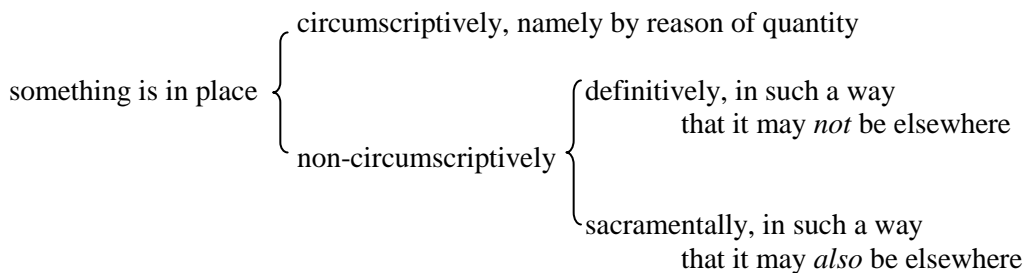 circumscriptively, namely by reason of quantity
something is in place
definitively, in such a way
that it may not be elsewhere
non-circumscriptively
sacramentally, in such a way
that it may also be elsewhere